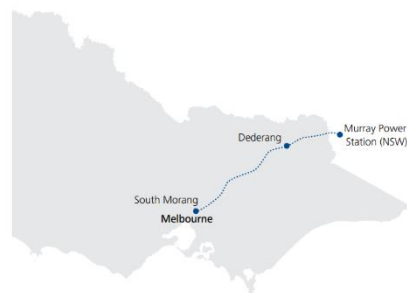 Murray Power
Station (NSW)
Dederang
South Morang
Melbourne